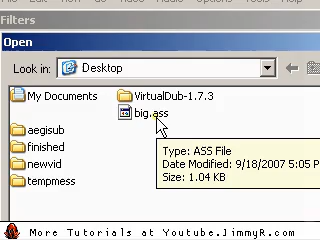 Filters
Open
Look in: Desktop
My Documents
aegisub
finished
newvid
tempmess
VirtualDub-1.7.3
big.ass
Type: ASS File
Date Modified: 9/18/2007 5:05 P
Size: 1.04 KB
More Tutorials at Youtube.JimmyR.com